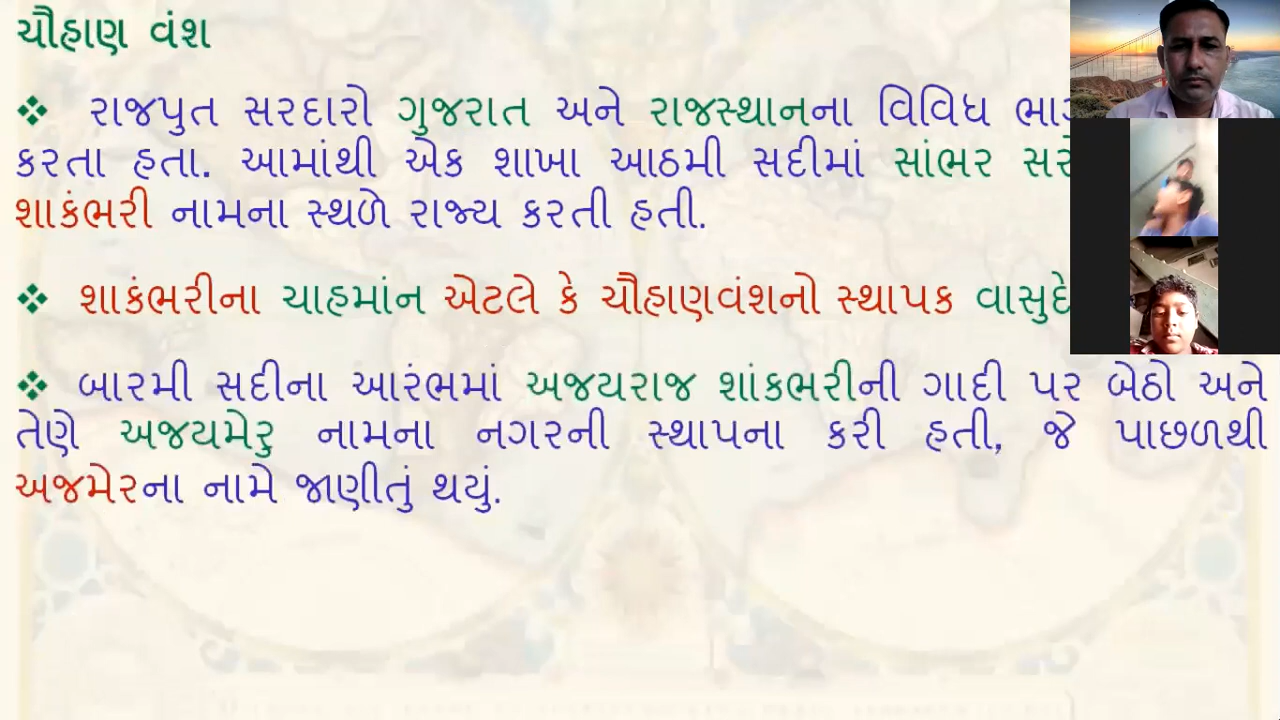 ચૌહાણ વંશ
❖ રાજપુત સરદારો ગુજરાત અને રાજસ્થાનના વિવિધ
કરતા હતા. આમાંથી એક શાખા આઠમી સદીમાં સાંભર
શાકંભરી નામના સ્થળે રાજ્ય કરતી હતી.
❖ શાકંભરીના ચાહમાંન એટલે કે ચૌહાણવંશનો સ્થાપક
❖ બારમી સદીના આરંભમાં અજયરાજ શાંકભરીની ગાદી પર બેઠો અને
તેણે અજયમેરુ નામના નગરની સ્થાપના કરી હતી, જે પાછળથી
અજમેરના નામે જાણીતું થયું.